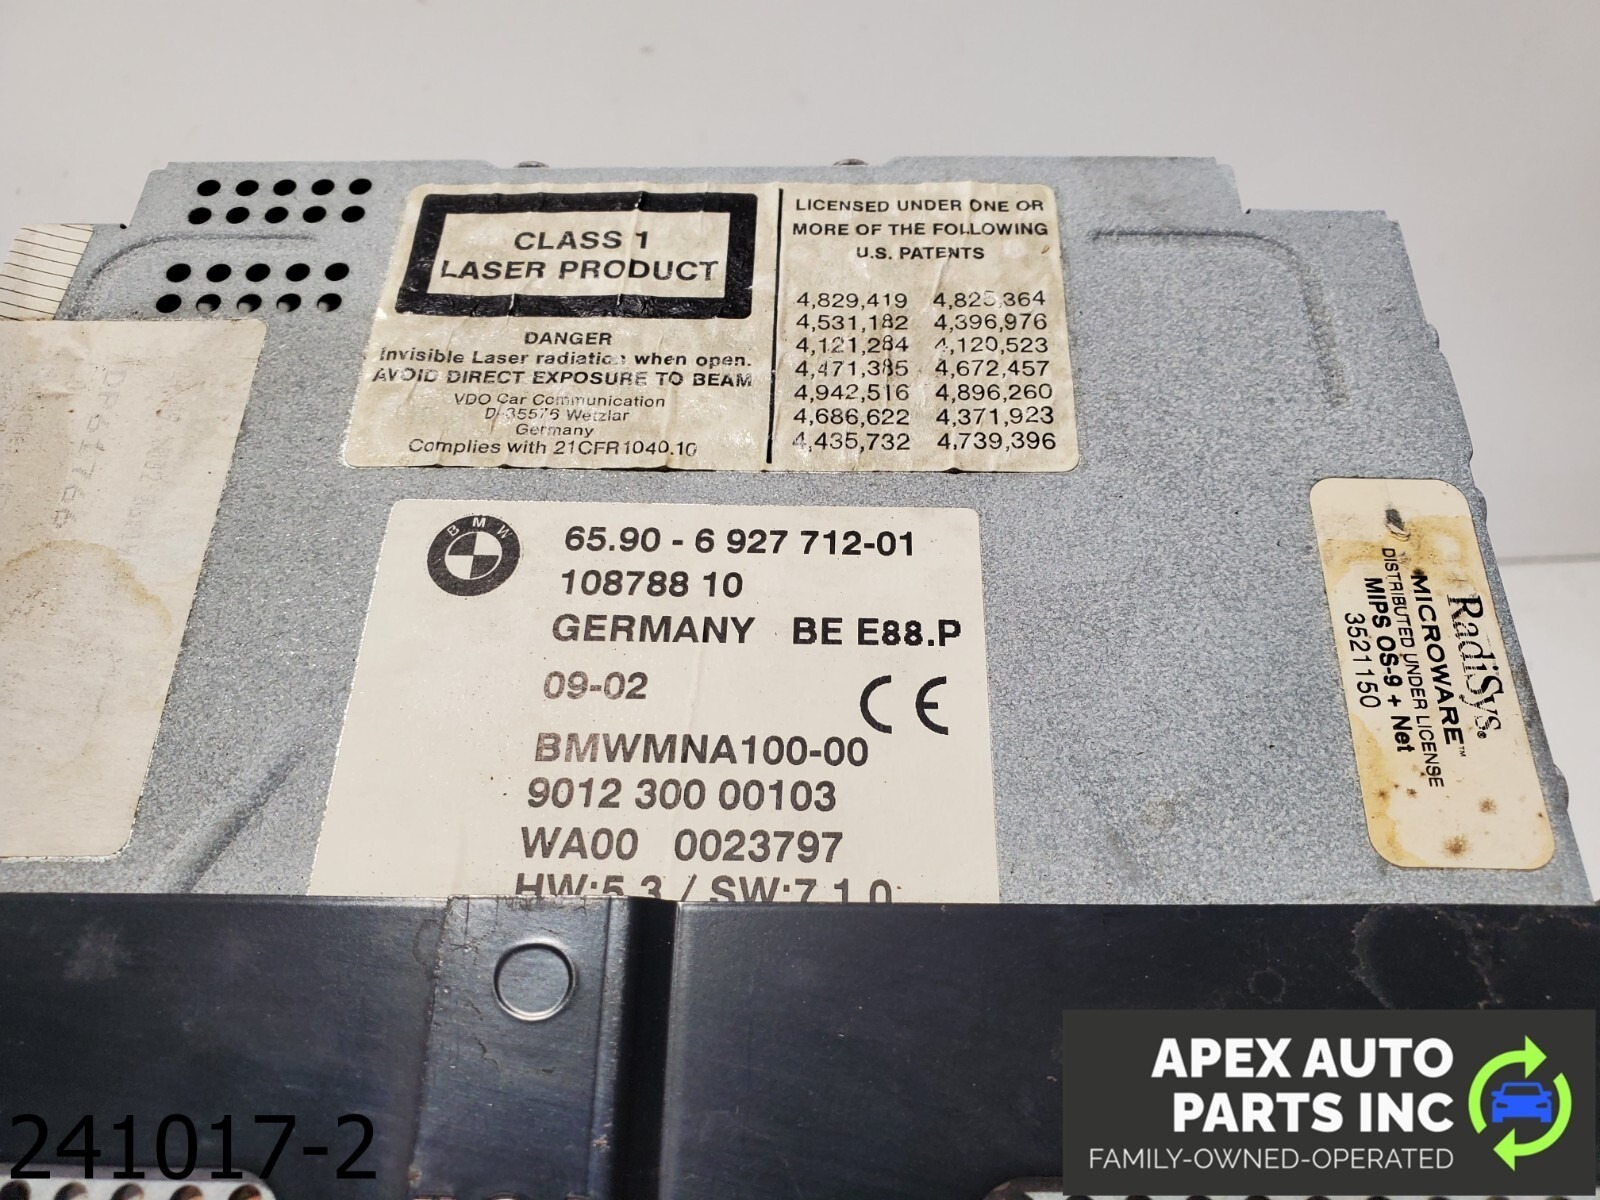 CLASS 1
LASER PRODUCT
DANGER
Invisible Laser radiation when open.
AVOID DIRECT EXPOSURE TO BEAM
VDO Car Communication
D-35576 Wetzlar
Germany
Complies with 21CFR1040.10
LICENSED UNDER ONE OR
MORE OF THE FOLLOWING
U.S. PATENTS
4,829,419 4,825,364
4,531,182 4,396,976
4,121,284 4,120,523
4,471,385 4,672,457
4,942,516 4,896,260
4,686,622 4,371,923
4,435,732 4,739,396
BMW
65.90 - 6 927 712-01
108788 10
GERMANY BE E88.P
09-02
CE
BMWMNA100-00
9012 300 00103
WA00 0023797
HW:5.3 / SW:7.1.0
RadiSys®
MICROWARE™
DISTRIBUTED UNDER LICENSE
MIPS OS-9 + Net
3521150
241017-2
APEX AUTO
PARTS INC
FAMILY-OWNED-OPERATED